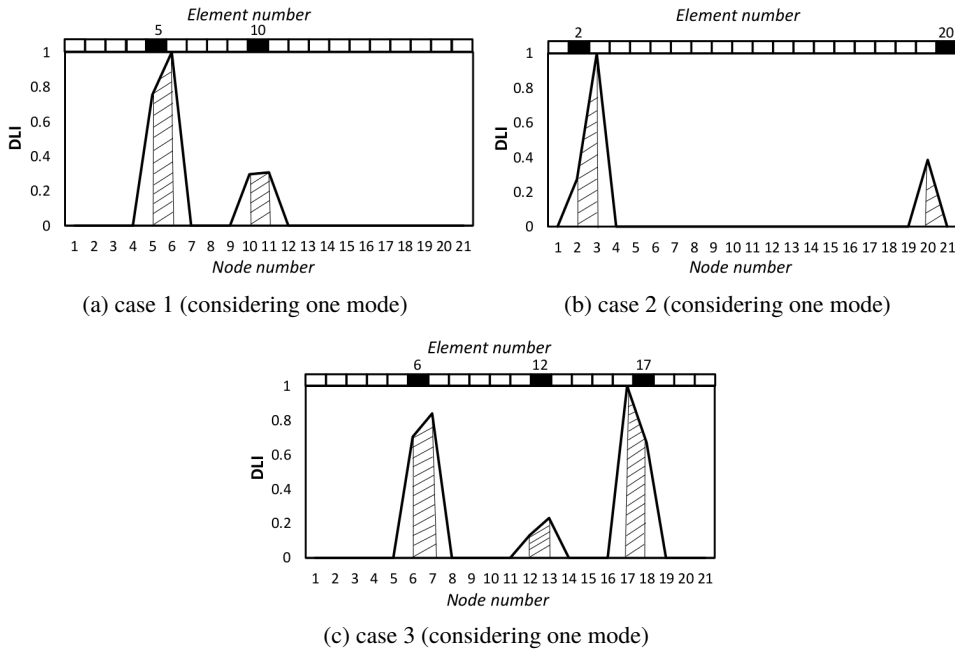 Element number
5 10
1
0.8
0.6
0.4
0.2
0
DLI
1 2 3 4 5 6 7 8 9 10 11 12 13 14 15 16 17 18 19 20 21
Node number
(a) case 1 (considering one mode)
Element number
2 20
1
0.8
0.6
0.4
0.2
0
DLI
1 2 3 4 5 6 7 8 9 10 11 12 13 14 15 16 17 18 19 20 21
Node number
(b) case 2 (considering one mode)
Element number
6 12 17
1
0.8
0.6
0.4
0.2
0
DLI
1 2 3 4 5 6 7 8 9 10 11 12 13 14 15 16 17 18 19 20 21
Node number
(c) case 3 (considering one mode)